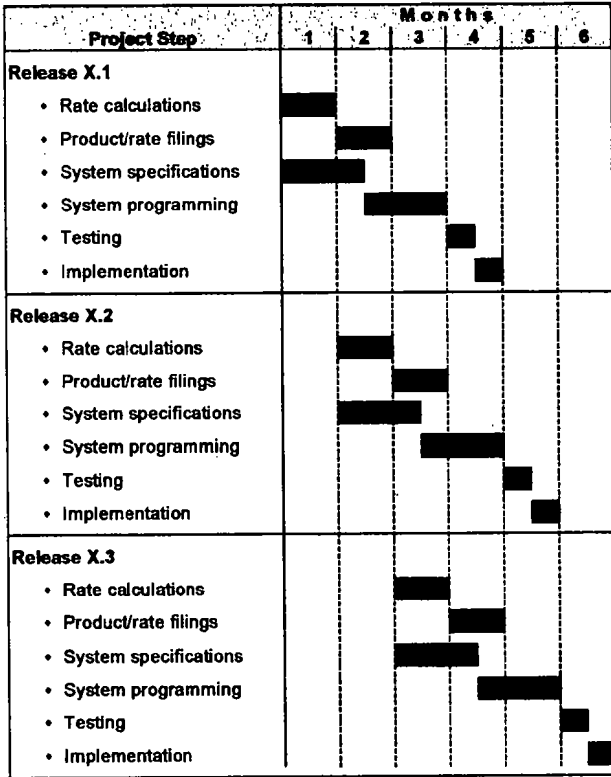 Months
Project Step 1 2 3 4 5 6
Release X.1
• Rate calculations
• Product/rate filings
• System specifications
• System programming
• Testing
• Implementation
Release X.2
• Rate calculations
• Product/rate filings
• System specifications
• System programming
• Testing
• Implementation
Release X.3
• Rate calculations
• Product/rate filings
• System specifications
• System programming
• Testing
• Implementation